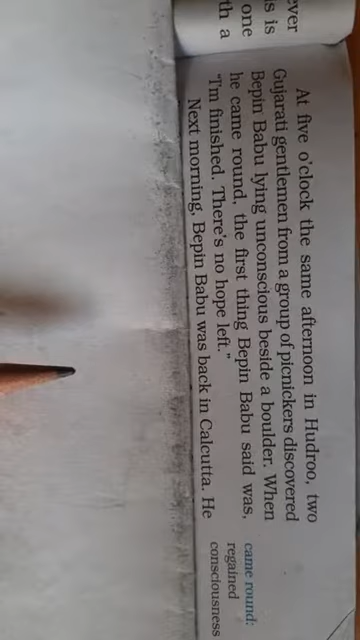 ever
s is
one
th a
At five o'clock the same afternoon in Hudroo, two
Gujarati gentlemen from a group of picnickers discovered
Bepin Babu lying unconscious beside a boulder. When
he came round, the first thing Bepin Babu said was,
"I'm finished. There's no hope left."
Next morning, Bepin Babu was back in Calcutta. He
came round:
regained
consciousness